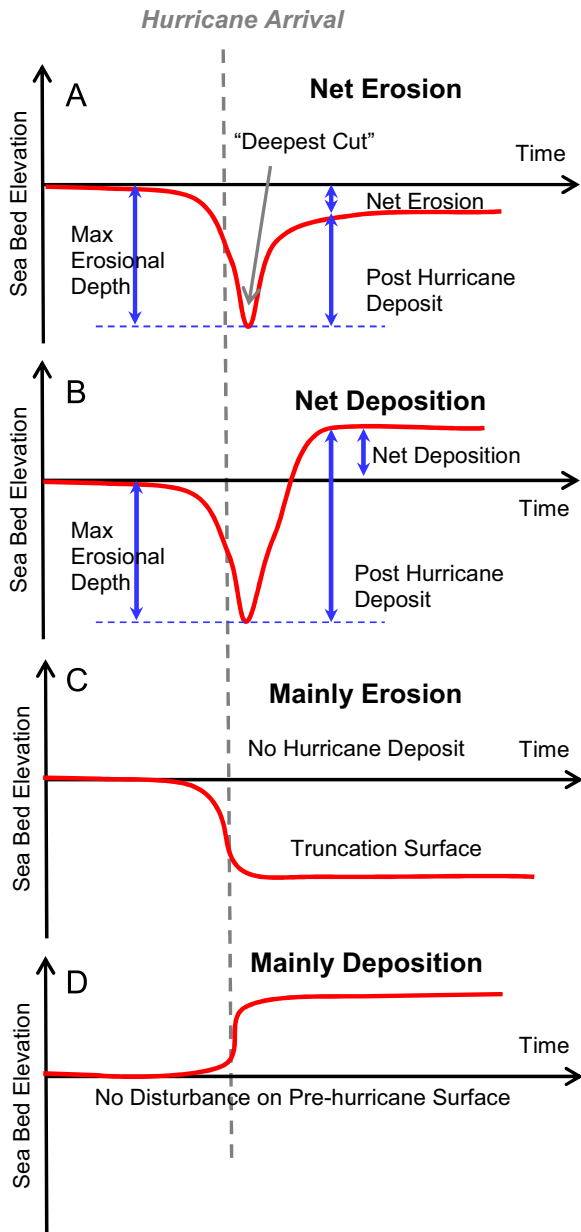 Hurricane Arrival
A
Net Erosion
“Deepest Cut”
Time
Sea Bed Elevation
Net Erosion
Max
Erosional
Depth
Post Hurricane
Deposit
B
Net Deposition
Sea Bed Elevation
Net Deposition
Time
Max
Erosional
Depth
Post Hurricane
Deposit
C
Mainly Erosion
No Hurricane Deposit
Time
Sea Bed Elevation
Truncation Surface
Mainly Deposition
D
Sea Bed Elevation
Time
No Disturbance on Pre-hurricane Surface